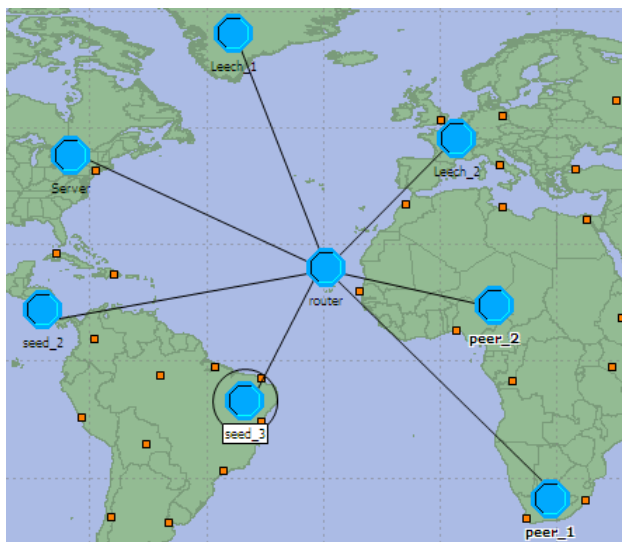 Leech_1
Server
Leech_2
router
seed_2
peer_2
seed_3
peer_1